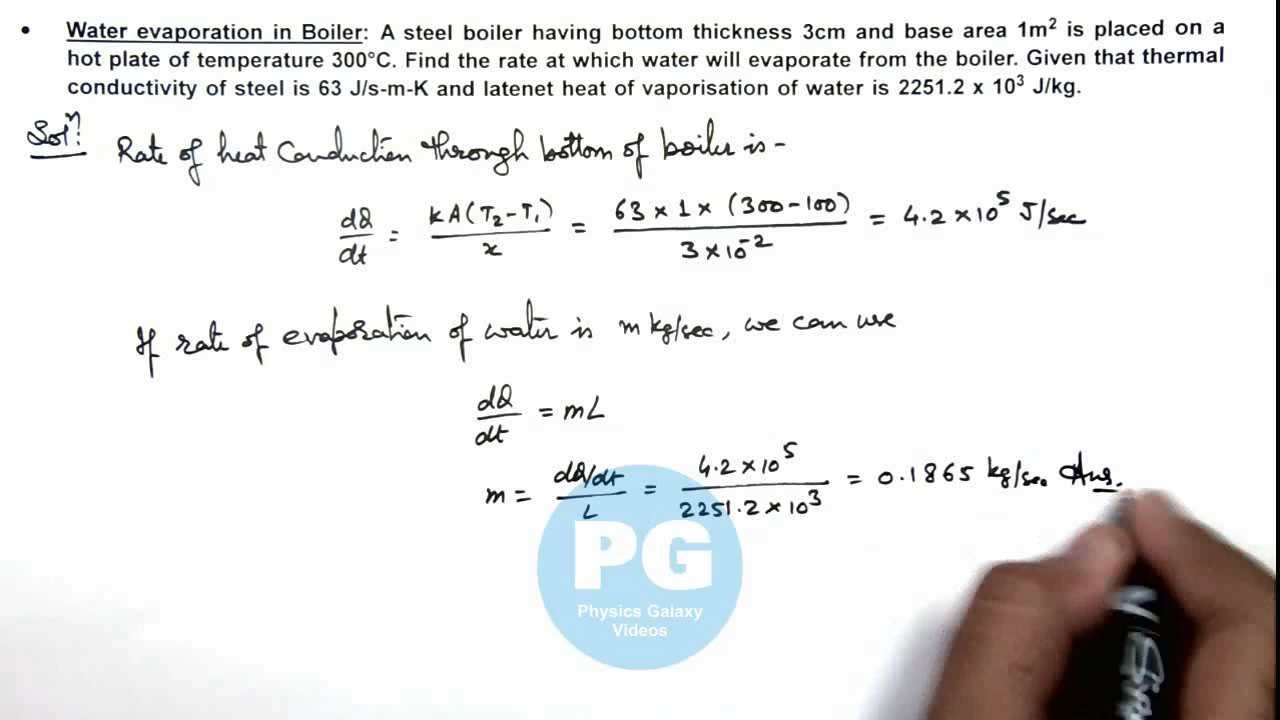 • Water evaporation in Boiler: A steel boiler having bottom thickness 3cm and base area 1m² is placed on a
hot plate of temperature 300°C. Find the rate at which water will evaporate from the boiler. Given that thermal
conductivity of steel is 63 J/s-m-K and latenet heat of vaporisation of water is 2251.2 x 10³ J/kg.
Solⁿ:
Rate of heat Conduction through bottom of boiler is -
dQ/dt = kA(T₂-T₁)/x = 63 × 1 × (300-100)/3×10⁻² = 4.2 × 10⁵ J/sec
If rate of evaporation of water is m kg/sec, we can use
dQ/dt = mL
m = dQ/dt/L = 4.2×10⁵/2251.2×10³ = 0.1865 kg/sec Ans.
PG
Physics Galaxy
Videos